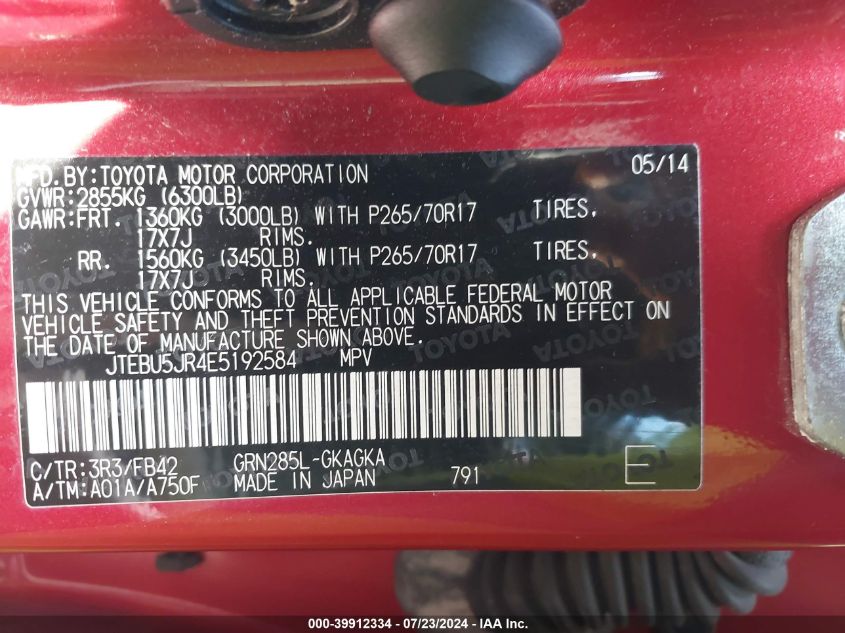 MFD.BY:TOYOTA MOTOR CORPORATION 05/14
GVWR:2855KG (6300LB)
GAWR:FRT. 1360KG (3000LB) WITH P265/70R17 TIRES,
17X7J RIMS.
RR. 1560KG (3450LB) WITH P265/70R17 TIRES,
17X7J RIMS.
THIS VEHICLE CONFORMS TO ALL APPLICABLE FEDERAL MOTOR
VEHICLE SAFETY AND THEFT PREVENTION STANDARDS IN EFFECT ON
THE DATE OF MANUFACTURE SHOWN ABOVE.
JTEBU5JR4E5192584 MPV
C/TR:3R3/FB42 GRN285L-GKAGKA
A/TM:A01A/A750F MADE IN JAPAN 791 E
000-39912334 / 07/23/2024 - IAA Inc.